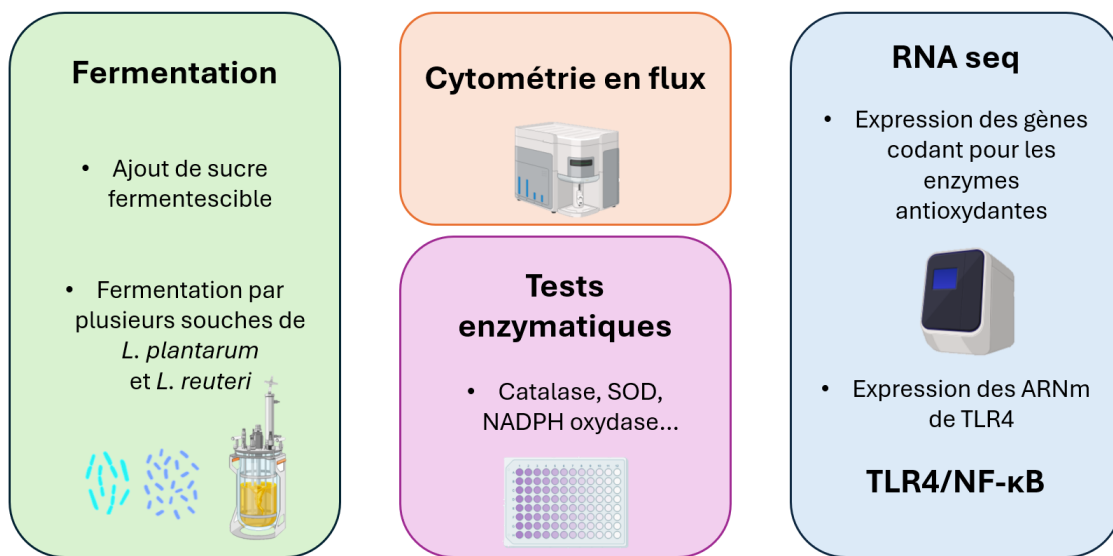 Fermentation
• Ajout de sucre
fermentescible
• Fermentation par
plusieurs souches de
L. plantarum
et L. reuteri
Cytométrie en flux
Tests
enzymatiques
• Catalase, SOD,
NADPH oxydase...
RNA seq
• Expression des gènes
codant pour les
enzymes
antioxydantes
• Expression des ARNm
de TLR4
TLR4/NF-κB